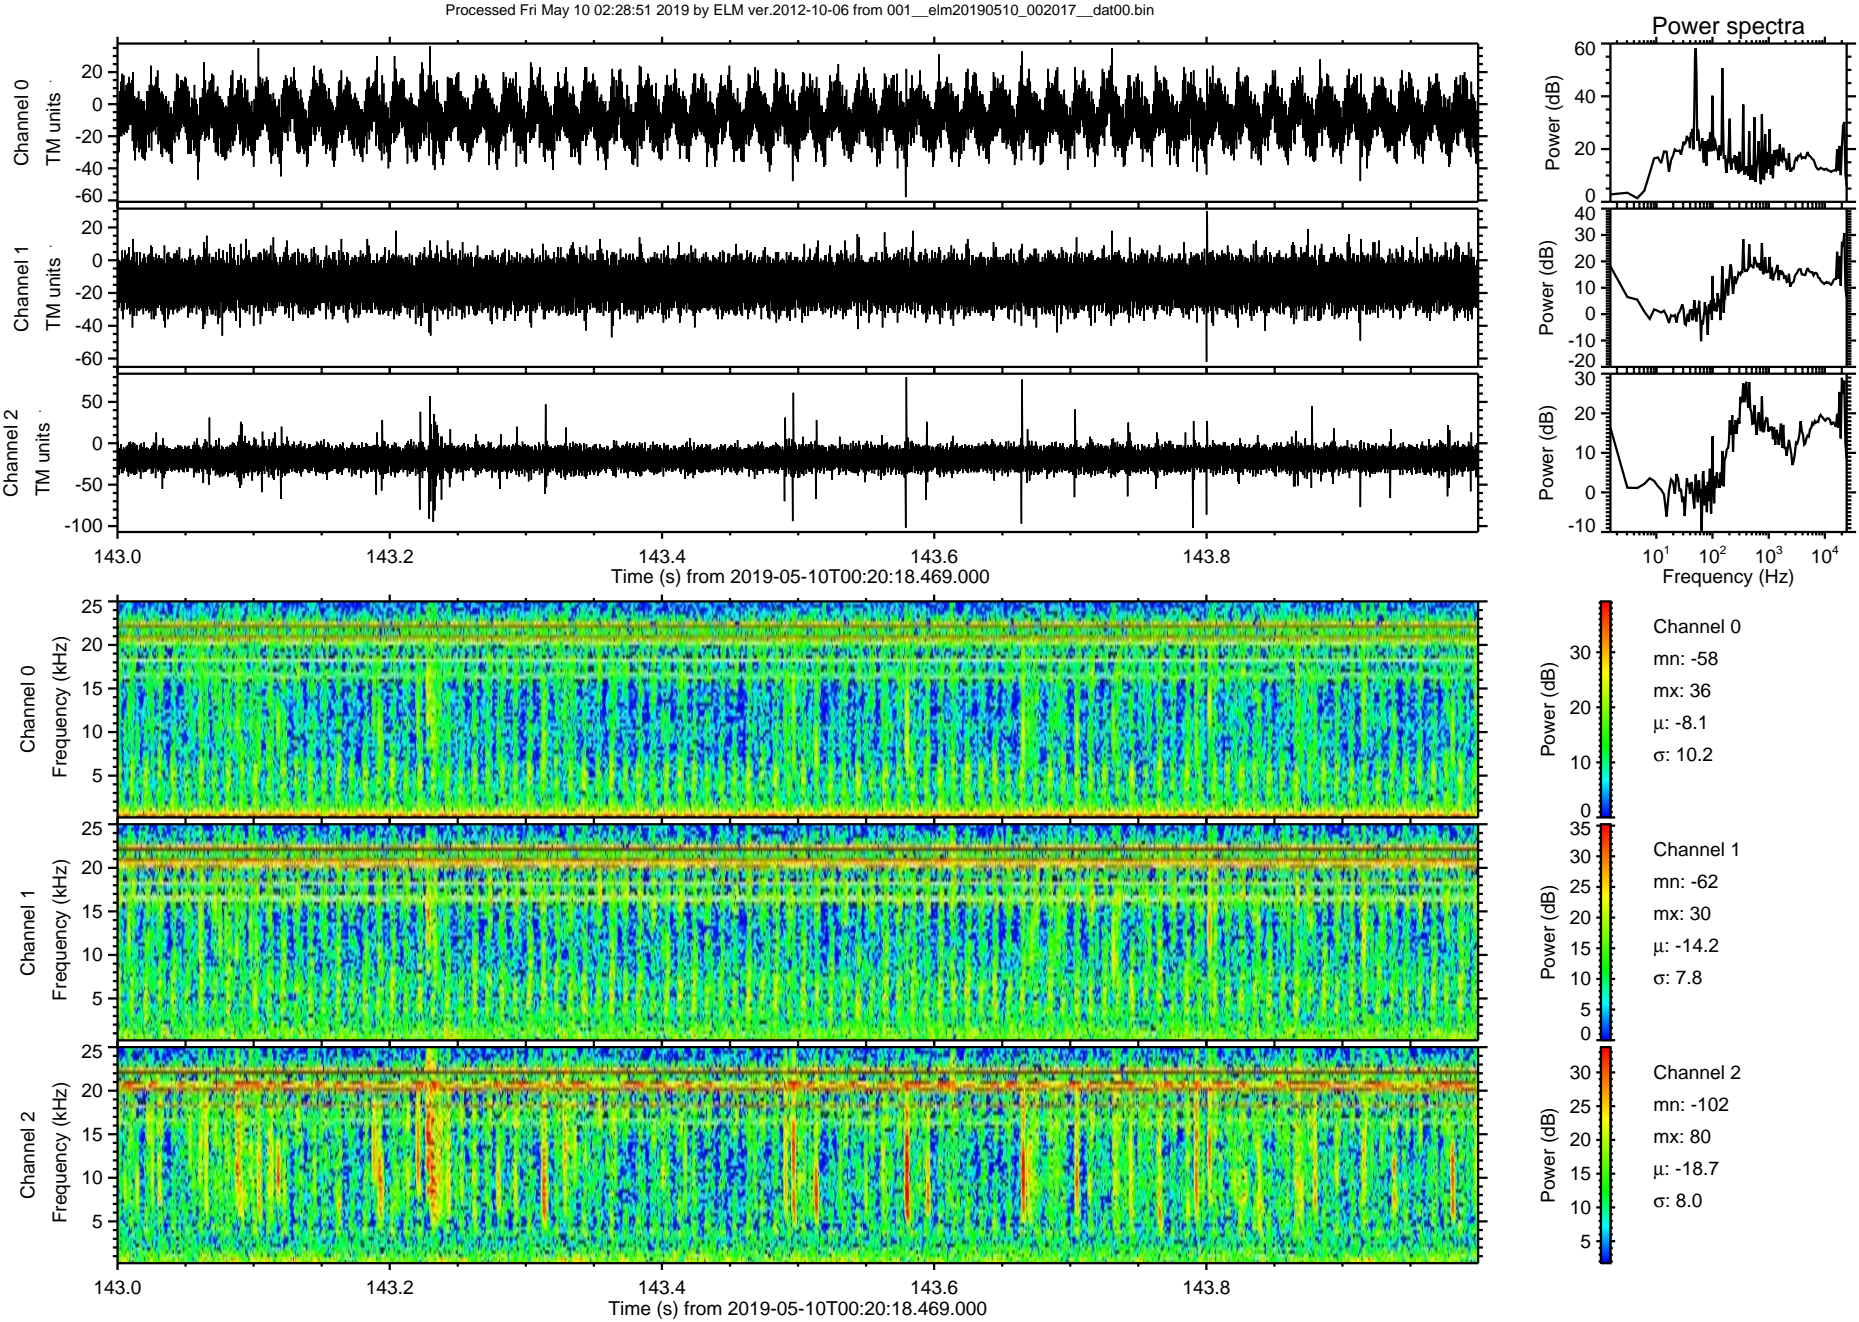 Processed Fri May 10 02:28:51 2019 by ELM ver.2012-10-06 from 001__elm20190510_002017__dat00.bin
Power spectra
Channel 0
TM units
20
0
-20
-40
-60
Power (dB)
60
40
20
0
Channel 1
TM units
20
0
-20
-40
-60
Power (dB)
40
30
20
10
0
-10
-20
Channel 2
TM units
50
0
-50
-100
Power (dB)
30
20
10
0
-10
143.0 143.2 143.4 143.6 143.8
Time (s) from 2019-05-10T00:20:18.469.000
10^1 10^2 10^3 10^4
Frequency (Hz)
Channel 0
Frequency (kHz)
25
20
15
10
5
Power (dB)
30
20
10
0
Channel 0
mn: -58
mx: 36
μ: -8.1
σ: 10.2
Channel 1
Frequency (kHz)
25
20
15
10
5
Power (dB)
35
30
25
20
15
10
5
0
Channel 1
mn: -62
mx: 30
μ: -14.2
σ: 7.8
Channel 2
Frequency (kHz)
25
20
15
10
5
Power (dB)
30
25
20
15
10
5
Channel 2
mn: -102
mx: 80
μ: -18.7
σ: 8.0
143.0 143.2 143.4 143.6 143.8
Time (s) from 2019-05-10T00:20:18.469.000